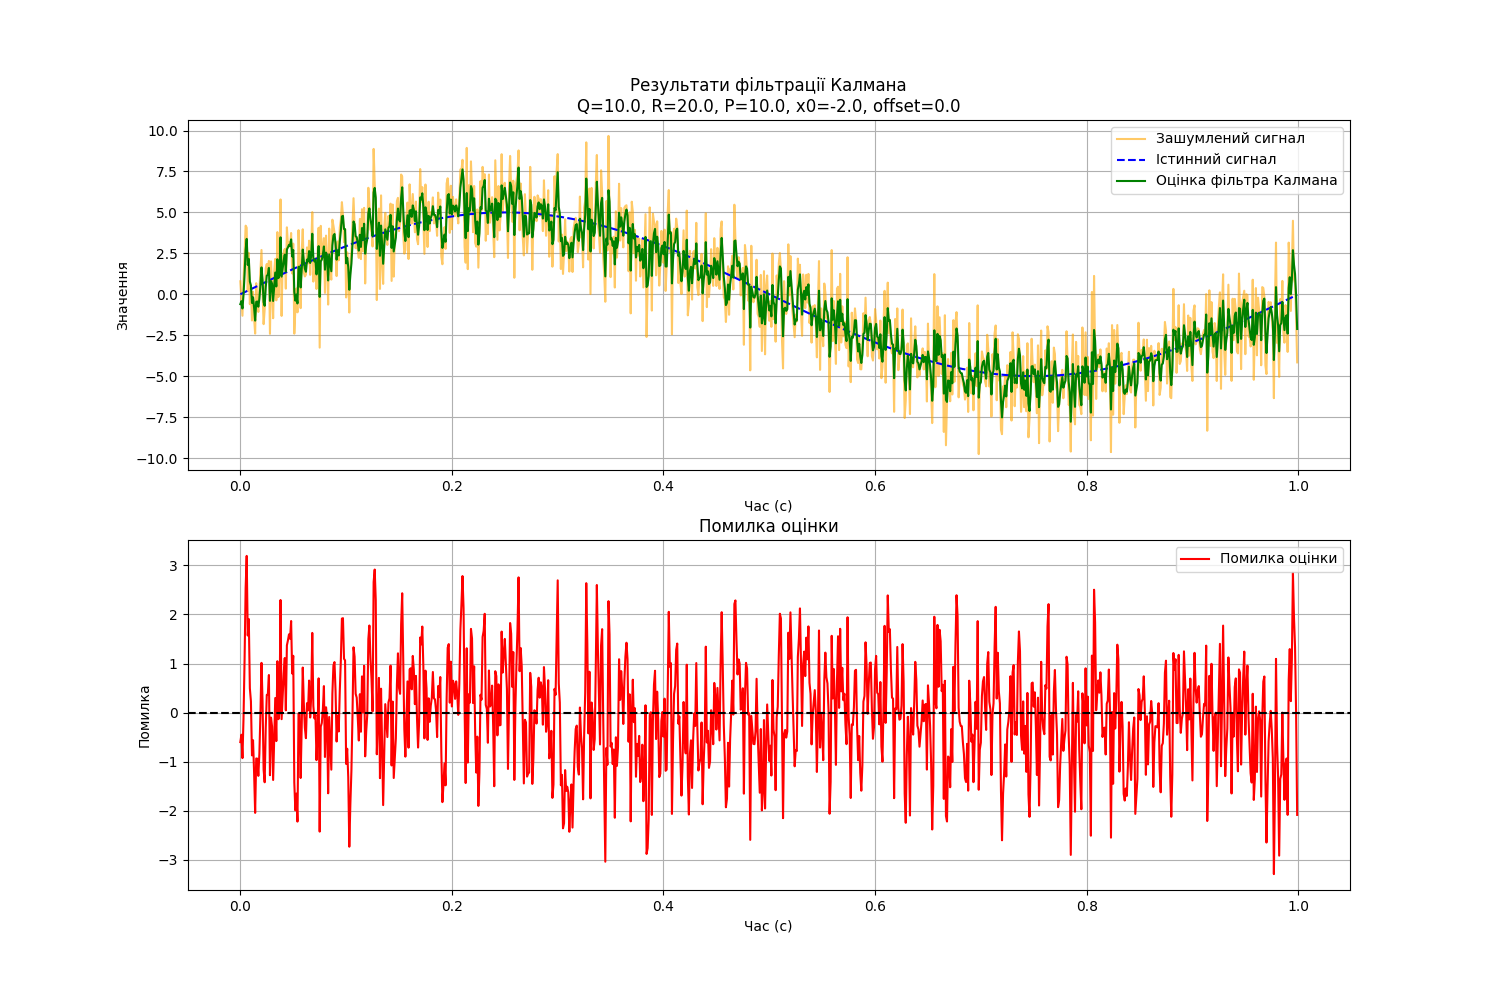 Результати фільтрації Калмана
Q=10.0, R=20.0, P=10.0, x0=-2.0, offset=0.0
Зашумлений сигнал
Істинний сигнал
Оцінка фільтра Калмана
Значення
10.0
7.5
5.0
2.5
0.0
−2.5
−5.0
−7.5
−10.0
0.0 0.2 0.4 0.6 0.8 1.0
Час (с)
Помилка оцінки
Помилка оцінки
Помилка
3
2
1
0
−1
−2
−3
0.0 0.2 0.4 0.6 0.8 1.0
Час (с)